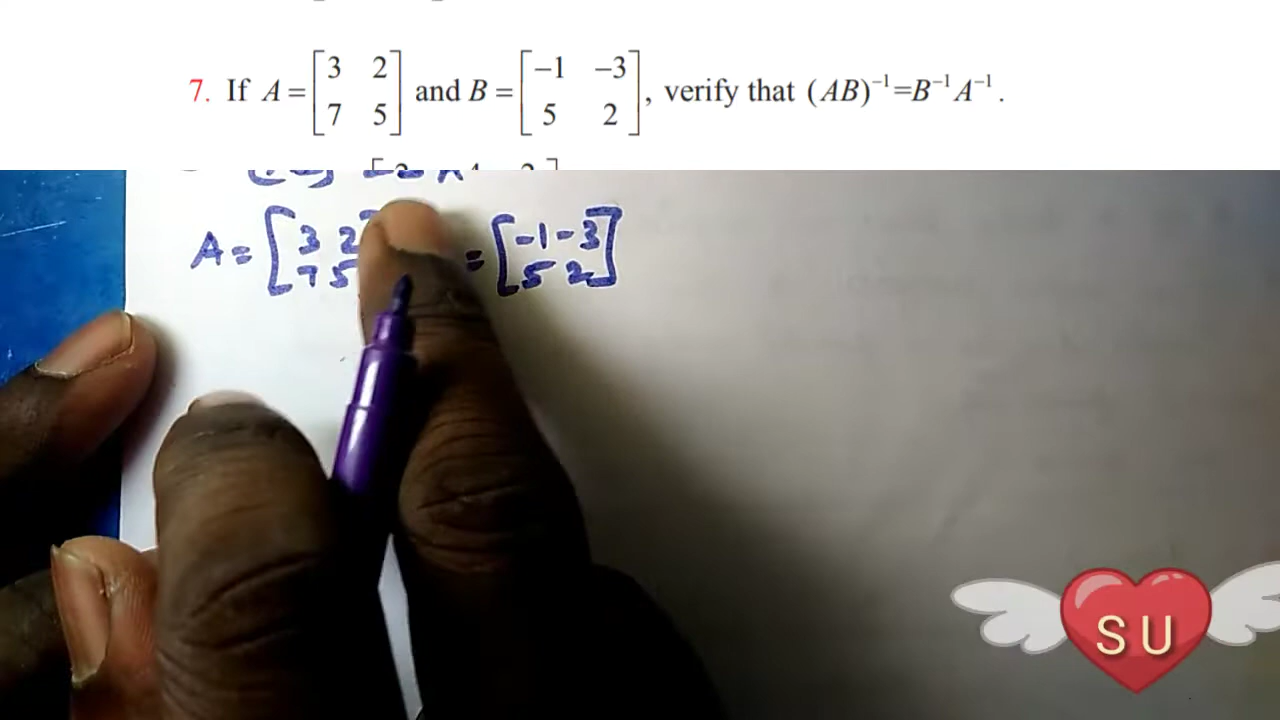 7. If A = [3 2 7 5] and B = [-1 -3 5 2], verify that (AB)⁻¹=B⁻¹A⁻¹.
A = [3 2 7 5 = [-1 -3 5 2]
SU